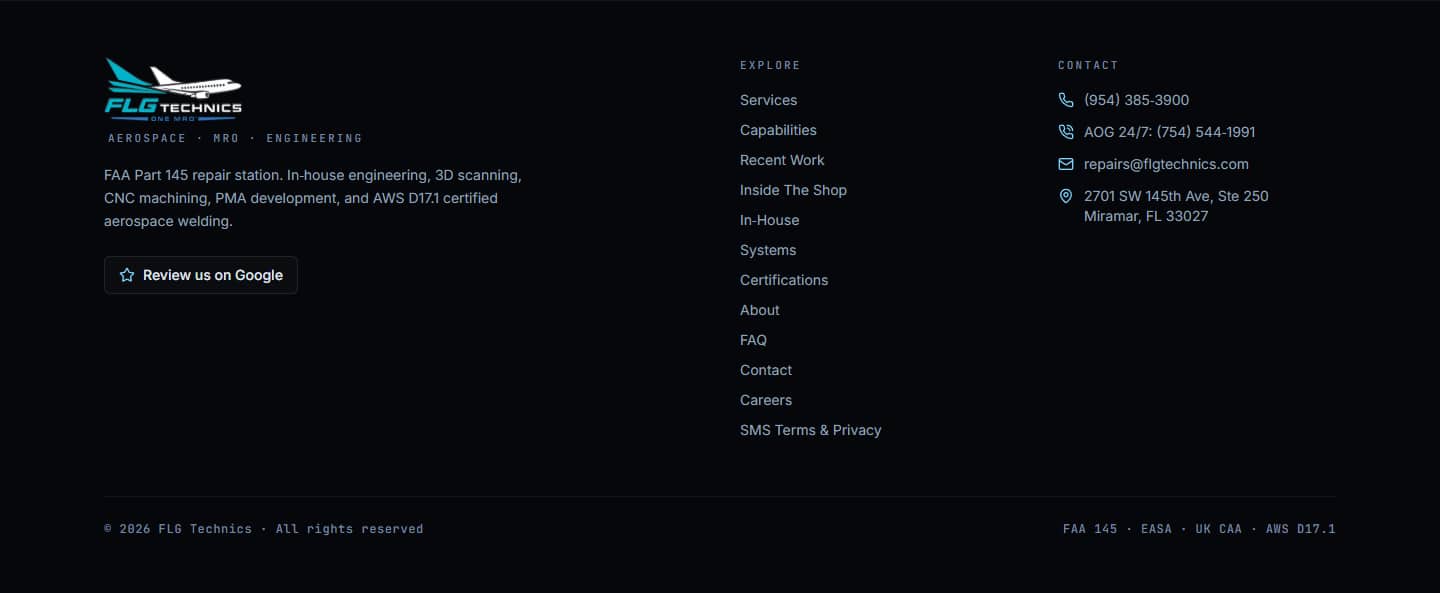 FLG TECHNICS
ONE MRO
AEROSPACE · MRO · ENGINEERING
FAA Part 145 repair station. In-house engineering, 3D scanning,
CNC machining, PMA development, and AWS D17.1 certified
aerospace welding.
Review us on Google
EXPLORE
Services
Capabilities
Recent Work
Inside The Shop
In-House
Systems
Certifications
About
FAQ
Contact
Careers
SMS Terms & Privacy
CONTACT
(954) 385-3900
AOG 24/7: (754) 544-1991
repairs@flgtechnics.com
2701 SW 145th Ave, Ste 250
Miramar, FL 33027
© 2026 FLG Technics · All rights reserved
FAA 145 · EASA · UK CAA · AWS D17.1